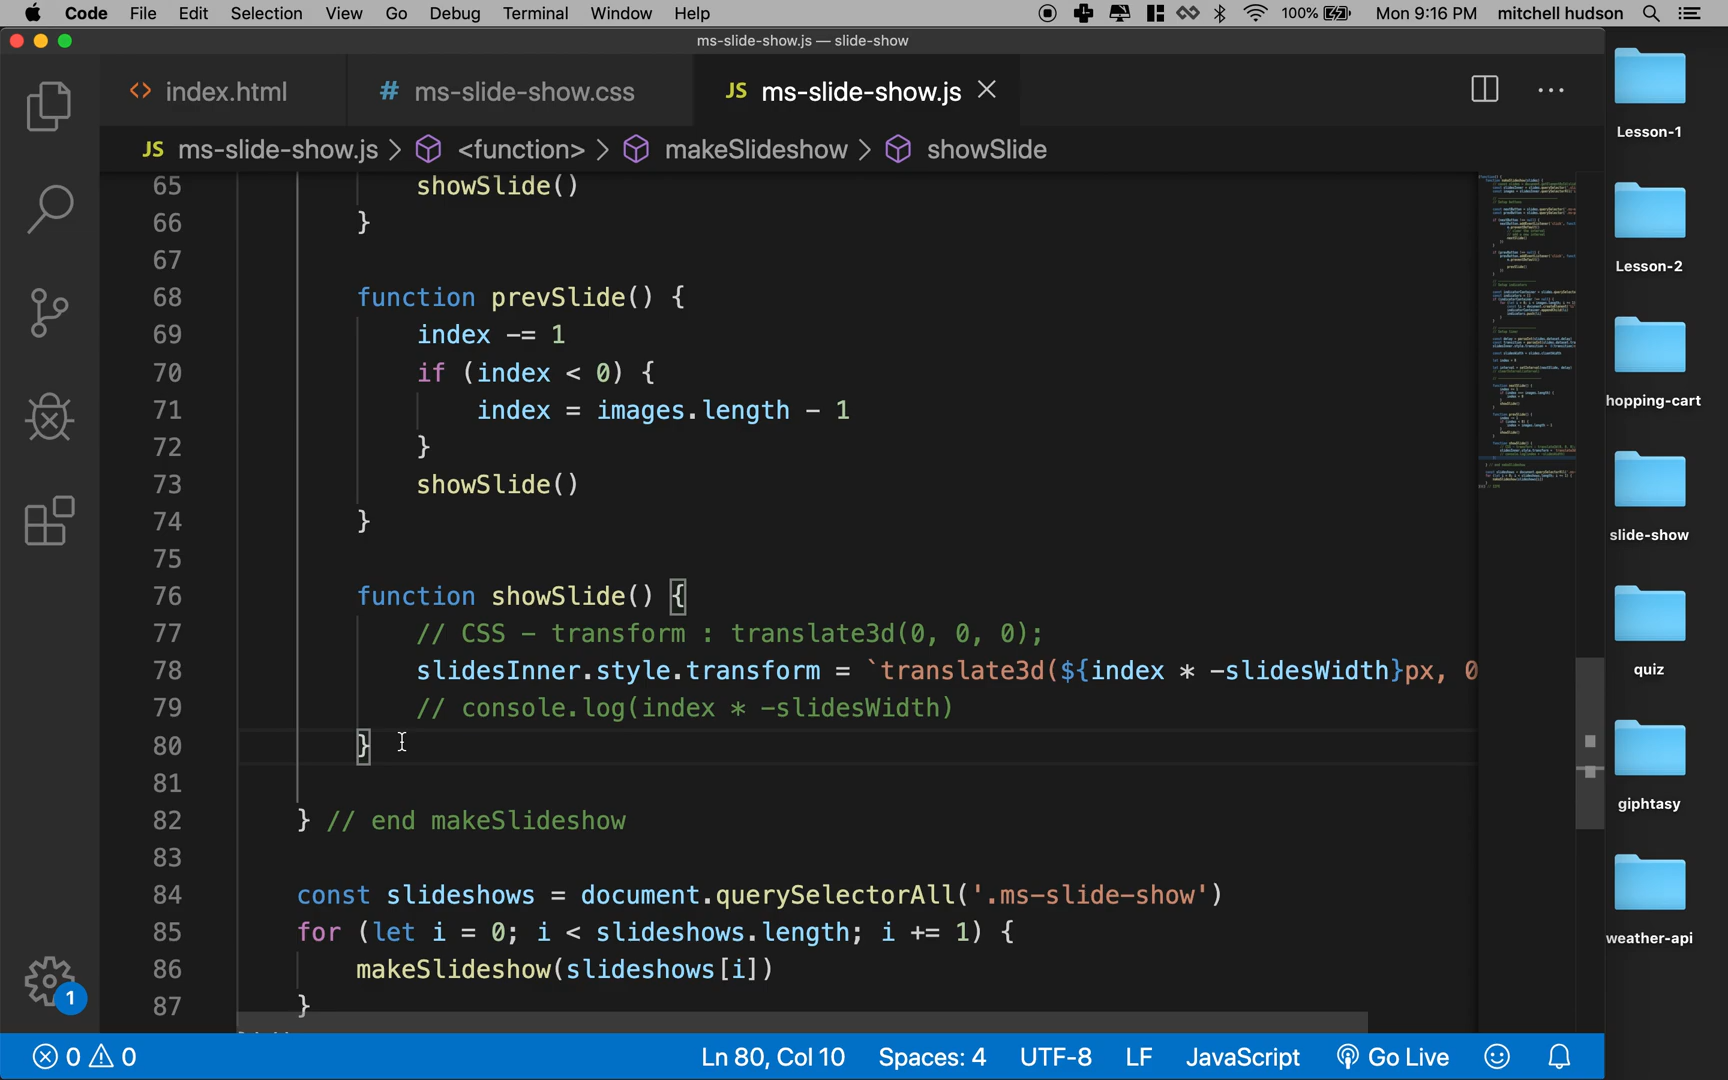 Code File Edit Selection View Go Debug Terminal Window Help 100% Mon 9:16 PM mitchell hudson
ms-slide-show.js — slide-show
<> index.html # ms-slide-show.css JS ms-slide-show.js
JS ms-slide-show.js > <function> > makeSlideshow > showSlide
65 showSlide()
66 }
67
68 function prevSlide() {
69 index -= 1
70 if (index < 0) {
71 index = images.length - 1
72 }
73 showSlide()
74 }
75
76 function showSlide() {
77 // CSS - transform : translate3d(0, 0, 0);
78 slidesInner.style.transform = `translate3d(${index * -slidesWidth}px, 0
79 // console.log(index * -slidesWidth)
80 }
81
82 } // end makeSlideshow
83
84 const slideshows = document.querySelectorAll('.ms-slide-show')
85 for (let i = 0; i < slideshows.length; i += 1) {
86 makeSlideshow(slideshows[i])
87 }
1
0 0 Ln 80, Col 10 Spaces: 4 UTF-8 LF JavaScript Go Live
Lesson-1
Lesson-2
hopping-cart
slide-show
quiz
giphtasy
weather-api